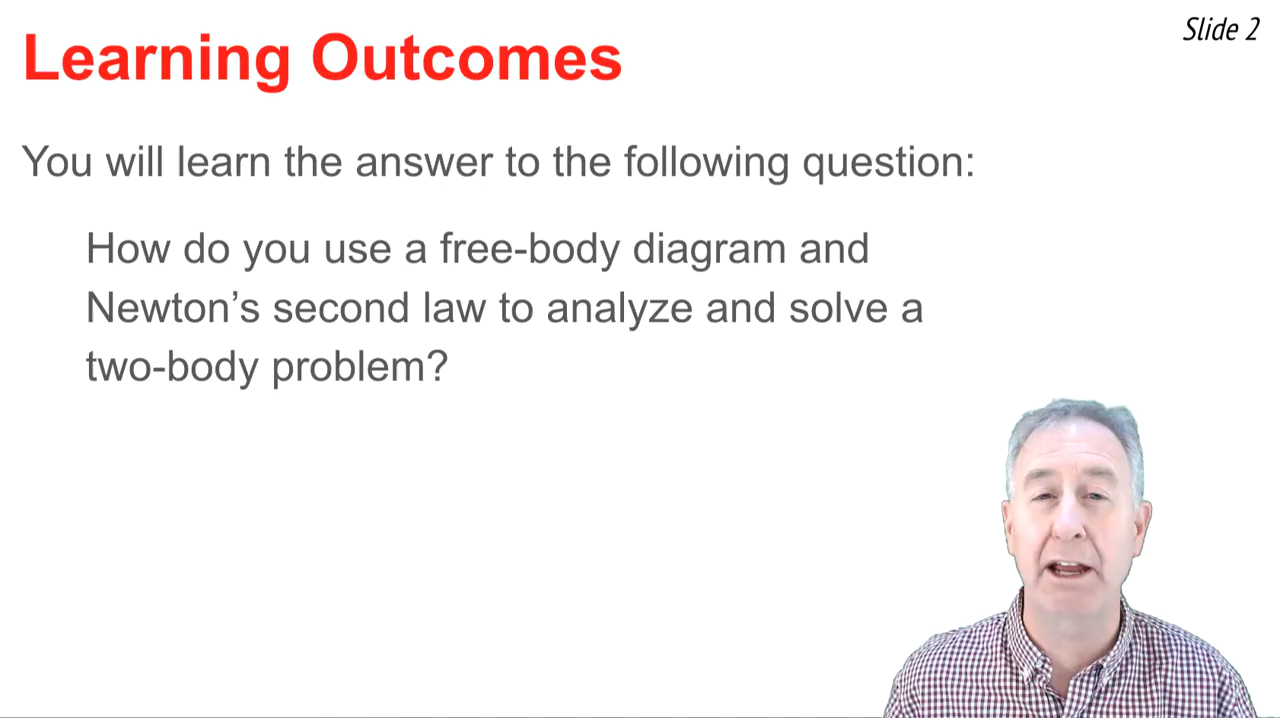 Slide 2
Learning Outcomes
You will learn the answer to the following question:
How do you use a free-body diagram and
Newton’s second law to analyze and solve a
two-body problem?